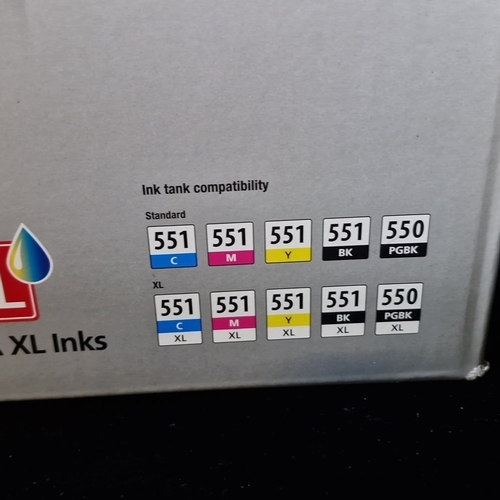 Ink tank compatibility
Standard
551 551 551 551 550
C M Y BK PGBK
XL
551 551 551 551 550
C M Y BK PGBK
XL XL XL XL XL
XL Inks